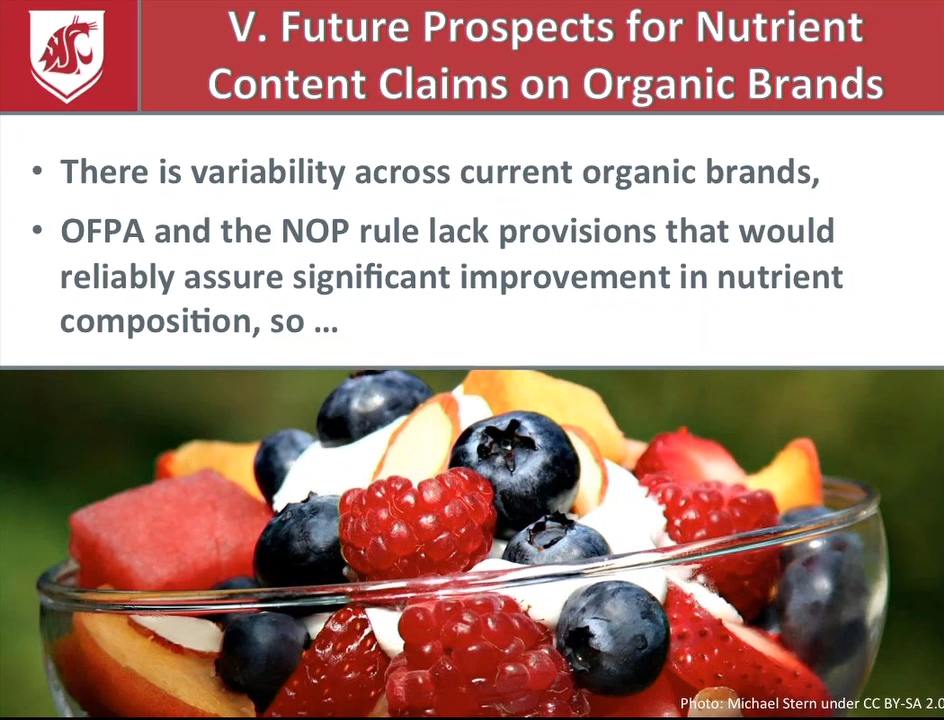 V. Future Prospects for Nutrient
Content Claims on Organic Brands
• There is variability across current organic brands,
• OFPA and the NOP rule lack provisions that would
reliably assure significant improvement in nutrient
composition, so ...
Photo: Michael Stern under CC BY-SA 2.0